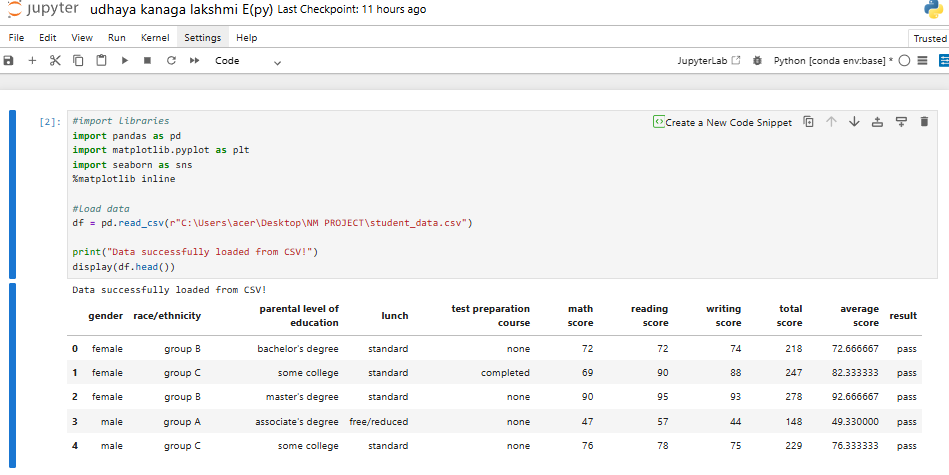 jupyter udhaya kanaga lakshmi E(py) Last Checkpoint: 11 hours ago
File Edit View Run Kernel Settings Help
Trusted
Code
JupyterLab
Python [conda env:base] *
[2]:
Create a New Code Snippet
#import libraries
import pandas as pd
import matplotlib.pyplot as plt
import seaborn as sns
%matplotlib inline
#load data
df = pd.read_csv(r"C:\Users\acer\Desktop\NM PROJECT\student_data.csv")
print("Data successfully loaded from CSV!")
display(df.head())
Data successfully loaded from CSV!
gender race/ethnicity parental level of education lunch test preparation course math score reading score writing score total score average score result
0 female group B bachelor's degree standard none 72 72 74 218 72.666667 pass
1 female group C some college standard completed 69 90 88 247 82.333333 pass
2 female group B master's degree standard none 90 95 93 278 92.666667 pass
3 male group A associate's degree free/reduced none 47 57 44 148 49.330000 pass
4 male group C some college standard none 76 78 75 229 76.333333 pass